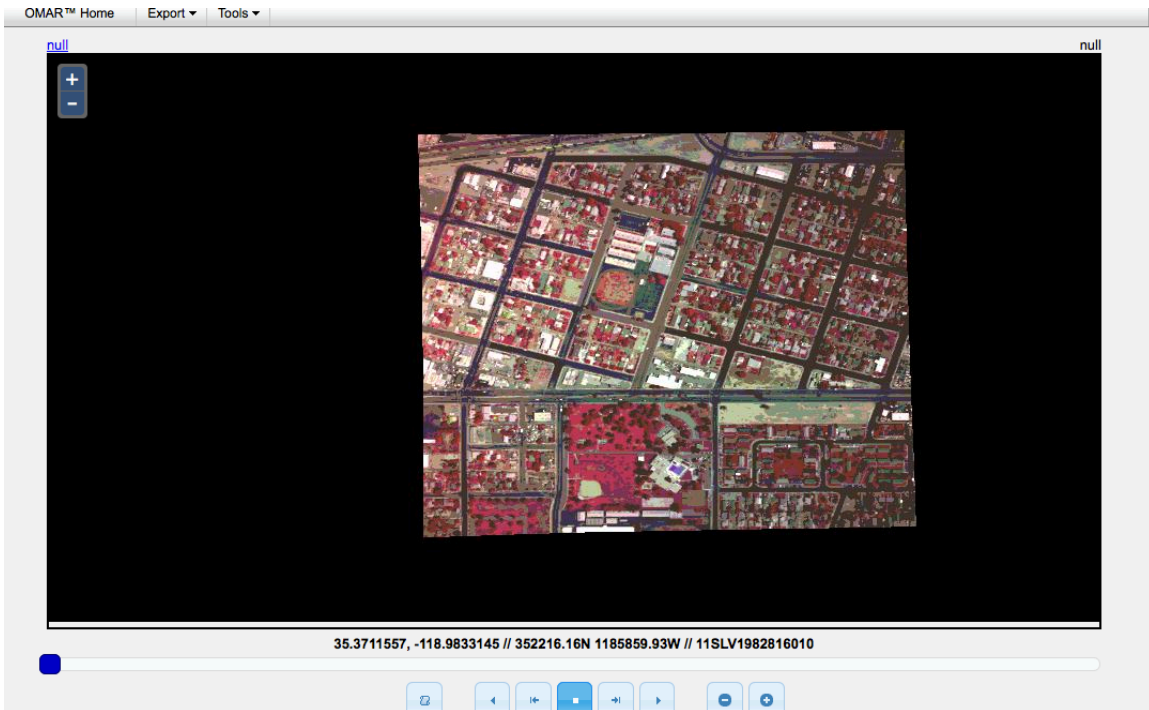 OMAR™ Home Export ▾ Tools ▾
null null
35.3711557, -118.9833145 // 352216.16N 1185859.93W // 11SLV1982816010